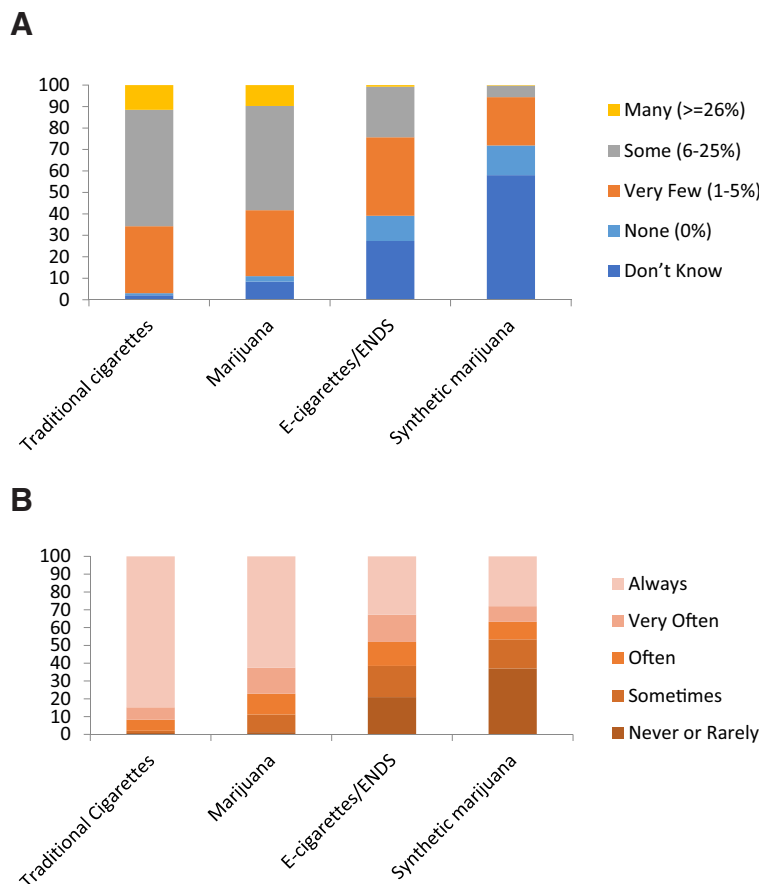 A
100
90
80
70
60
50
40
30
20
10
0
Many (>=26%)
Some (6-25%)
Very Few (1-5%)
None (0%)
Don't Know
Traditional cigarettes
Marijuana
E-cigarettes/ENDS
Synthetic marijuana
B
100
90
80
70
60
50
40
30
20
10
0
Always
Very Often
Often
Sometimes
Never or Rarely
Traditional Cigarettes
Marijuana
E-cigarettes/ENDS
Synthetic marijuana